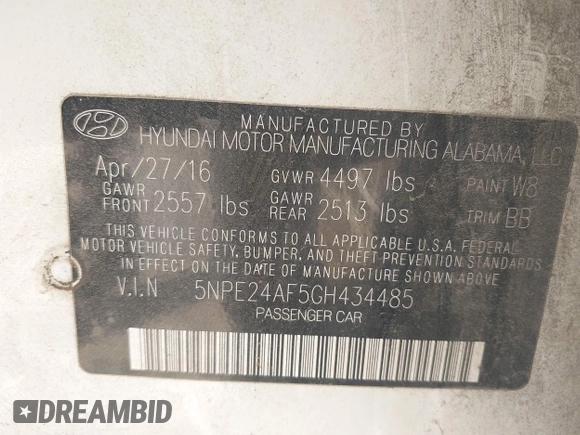 MANUFACTURED BY
HYUNDAI MOTOR MANUFACTURING ALABAMA, LLC
Apr/27/16 GVWR 4497 lbs PAINT W8
GAWR FRONT 2557 lbs GAWR REAR 2513 lbs TRIM BB
THIS VEHICLE CONFORMS TO ALL APPLICABLE U.S.A. FEDERAL
MOTOR VEHICLE SAFETY, BUMPER, AND THEFT PREVENTION STANDARDS
IN EFFECT ON THE DATE OF MANUFACTURE SHOWN ABOVE.
V.I.N 5NPE24AF5GH434485
PASSENGER CAR
DREAMBID